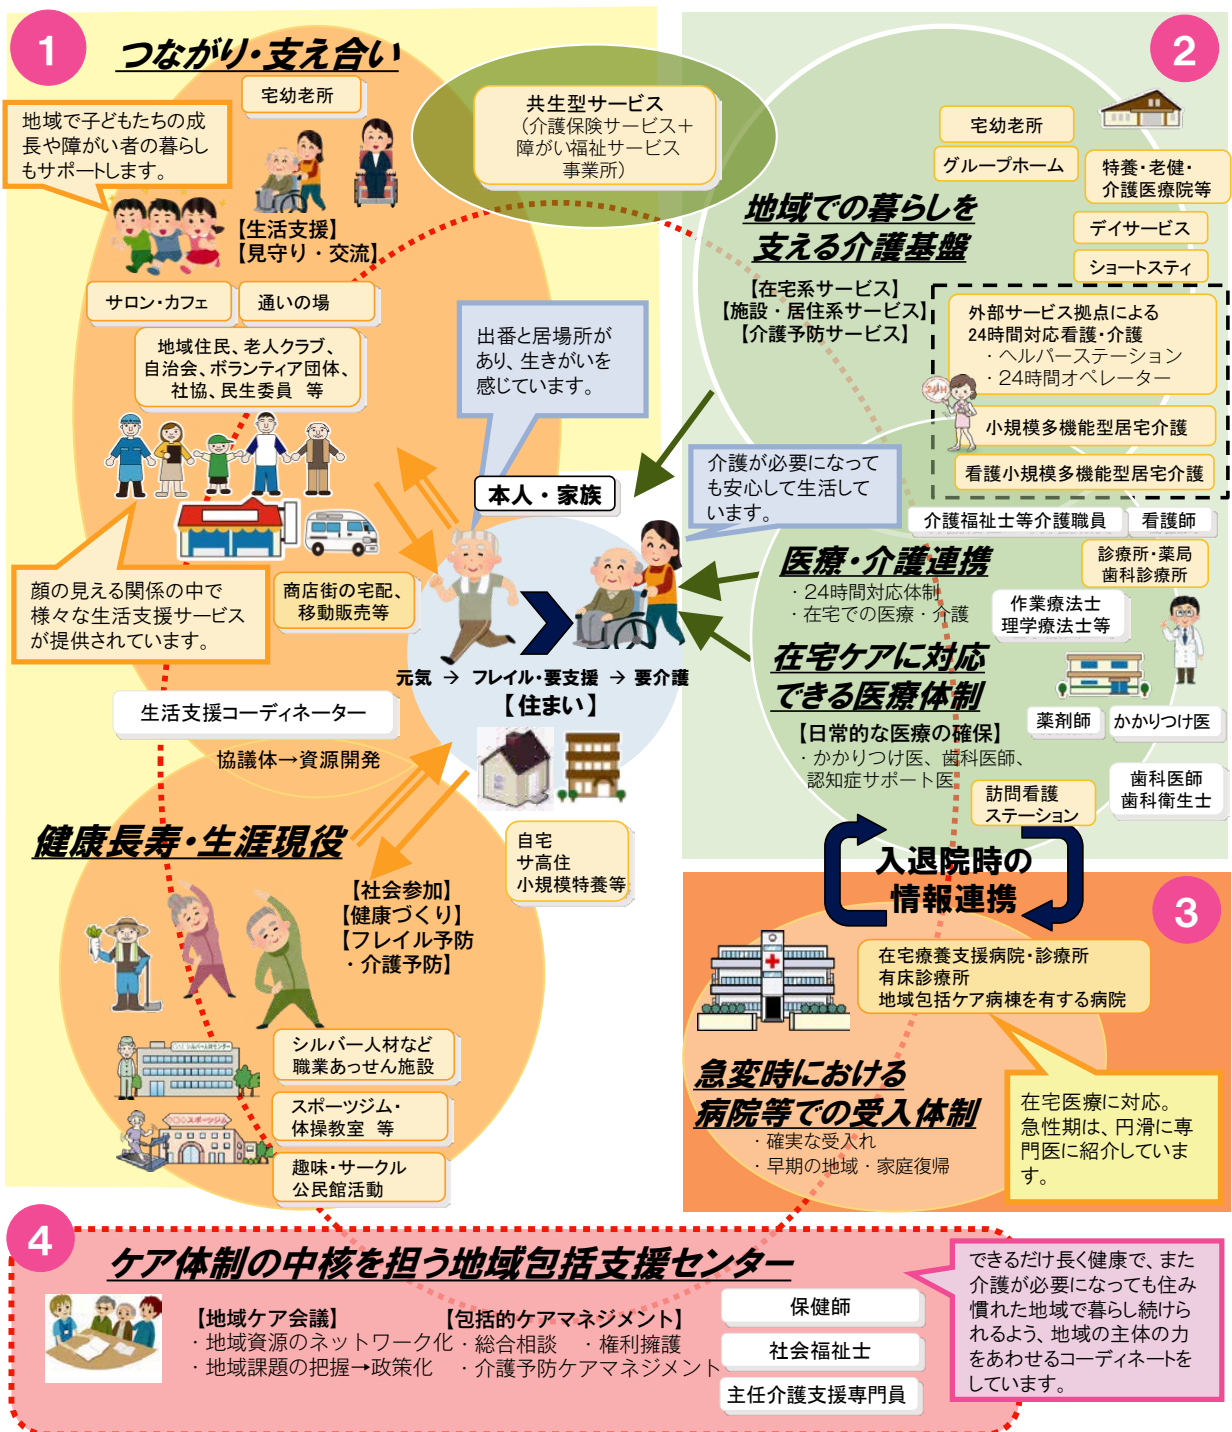 1
つながり・支え合い
宅幼老所
地域で子どもたちの成
長や障がい者の暮らし
もサポートします。
【生活支援】
【見守り・交流】
サロン・カフェ
通いの場
地域住民、老人クラブ、
自治会、ボランティア団体、
社協、民生委員 等
顔の見える関係の中で
様々な生活支援サービス
が提供されています。
商店街の宅配、
移動販売等
生活支援コーディネーター
協議体→資源開発
健康長寿・生涯現役
【社会参加】
【健康づくり】
【フレイル予防
・介護予防】
シルバー人材センター
シルバー人材など
職業あっせん施設
〇〇〇スポーツジム
スポーツジム・
体操教室 等
趣味・サークル
公民館活動
共生型サービス
（介護保険サービス＋
障がい福祉サービス
事業所）
出番と居場所が
あり、生きがいを
感じています。
本人・家族
介護が必要になって
も安心して生活して
います。
元気 → フレイル・要支援 → 要介護
【住まい】
自宅
サ高住
小規模特養等
2
宅幼老所
グループホーム
特養・老健・
介護医療院等
地域での暮らしを
支える介護基盤
デイサービス
ショートスティ
【在宅系サービス】
【施設・居住系サービス】
【介護予防サービス】
外部サービス拠点による
24時間対応看護・介護
・ヘルパーステーション
・24時間オペレーター
24H
小規模多機能型居宅介護
看護小規模多機能型居宅介護
介護福祉士等介護職員
看護師
医療・介護連携
・24時間対応体制
・在宅での医療・介護
診療所・薬局
歯科診療所
作業療法士
理学療法士等
在宅ケアに対応
できる医療体制
【日常的な医療の確保】
・かかりつけ医、歯科医師、
認知症サポート医
薬剤師
かかりつけ医
歯科医師
歯科衛生士
訪問看護
ステーション
入退院時の
情報連携
3
在宅療養支援病院・診療所
有床診療所
地域包括ケア病棟を有する病院
急変時における
病院等での受入体制
・確実な受入れ
・早期の地域・家庭復帰
在宅医療に対応。
急性期は、円滑に専
門医に紹介していま
す。
4
ケア体制の中核を担う地域包括支援センター
【地域ケア会議】
・地域資源のネットワーク化
・地域課題の把握→政策化
【包括的ケアマネジメント】
・総合相談 ・権利擁護
・介護予防ケアマネジメント
保健師
社会福祉士
主任介護支援専門員
できるだけ長く健康で、また
介護が必要になっても住み
慣れた地域で暮らし続けら
れるよう、地域の主体の力
をあわせるコーディネートを
しています。